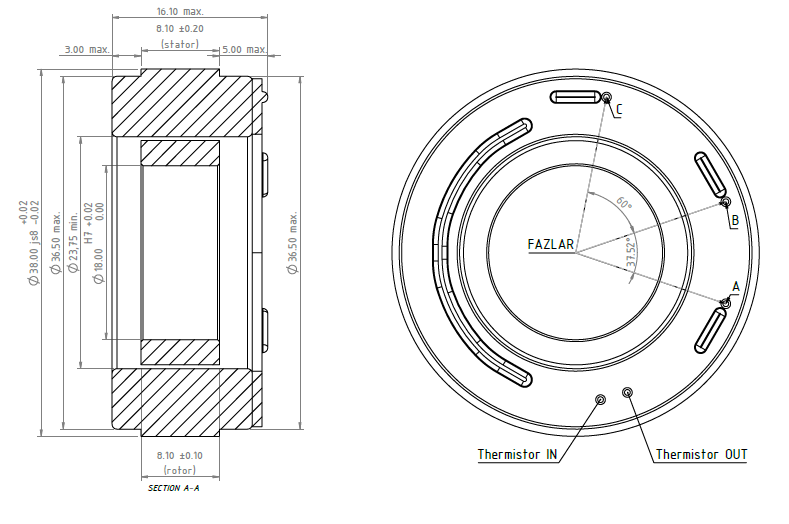 16.10 max.
8.10 ±0.20
(stator)
3.00 max.
5.00 max.
Ø38.00 js8 +0.02 -0.02
Ø36.50 max.
Ø23,75 min.
Ø18.00 H7 +0.02 0.00
Ø36.50 max.
8.10 ±0.10
(rotor)
SECTION A-A
C
60°
B
FAZLAR
37.52°
A
Thermistor IN
Thermistor OUT